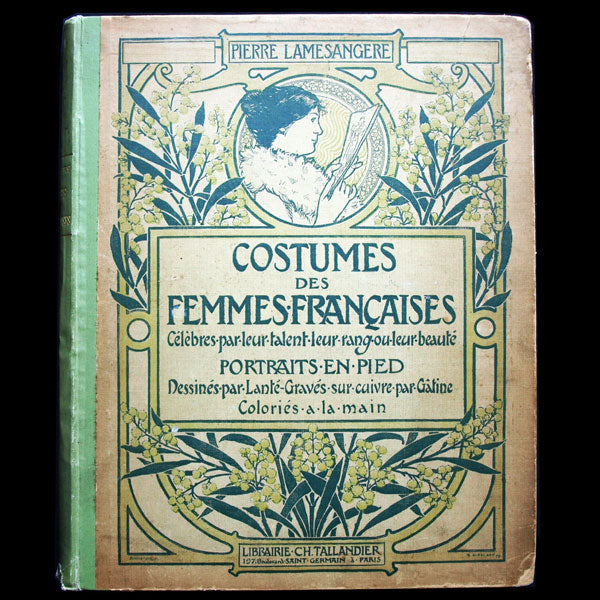 PIERRE LAMESANGERE
COSTUMES
DES
FEMMES·FRANÇAISES
Célèbres·par·leur·talent·leur·rang·ou·leur·beauté
PORTRAITS·EN·PIED
Dessinés·par·Lanté·Gravés·sur·cuivre·par·Gâtine
Coloriés·a·la·main
LIBRAIRIE·CH.TALLANDIER
197.Boulevard·SAINT·GERMAIN·à·PARIS